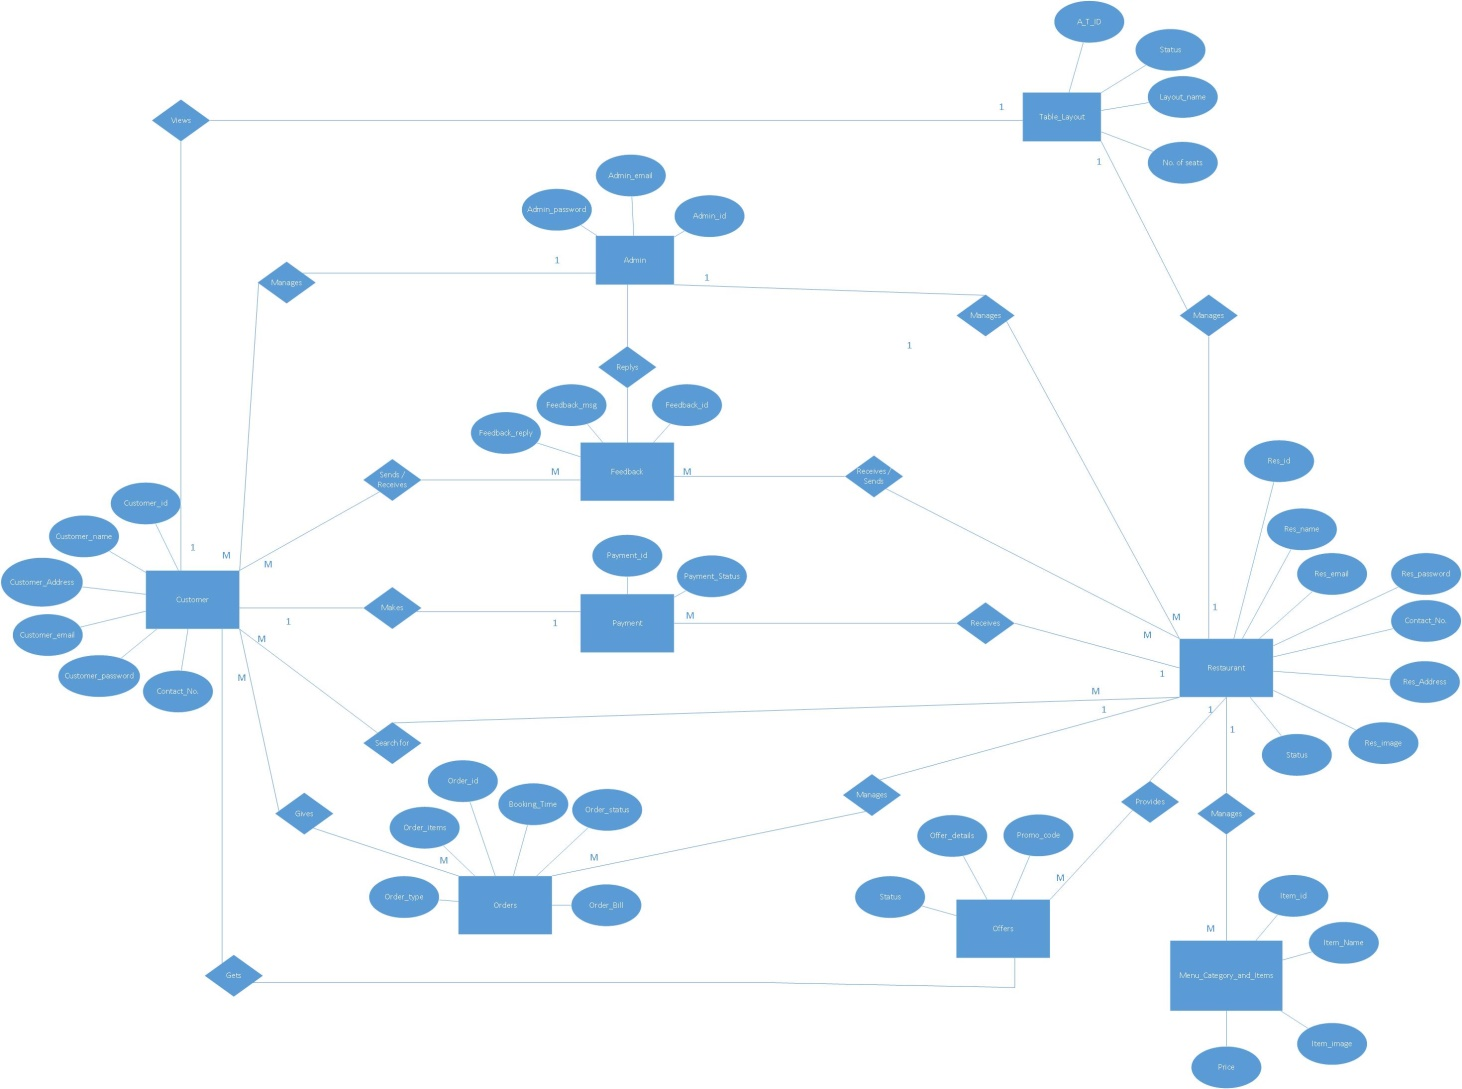 A_T_ID
Status
Layout_name
Table_Layout
No. of seats
1
1
Views
Admin_email
Admin_password
Admin_id
Admin
1
1
Manages
Manages
Manages
1
Replys
Feedback_msg
Feedback_id
Feedback_reply
Feedback
M
M
Sends /
Receives
Receives /
Sends
Res_id
Res_name
Res_email
Res_password
Contact_No.
Res_Address
Res_image
Status
Restaurant
Customer_id
Customer_name
Customer_Address
Customer_email
Customer_password
Contact_No.
Customer
1
M
M
1
M
M
Makes
Payment_id
Payment_Status
Payment
1
M
Receives
M
M
1
1
M
1
1
1
Search for
Order_id
Booking_Time
Order_status
Order_items
Order_type
Order_Bill
Orders
Gives
M
M
Manages
Provides
Manages
Offer_details
Promo_code
Status
Offers
M
Gets
M
Item_id
Item_Name
Menu_Category_and_Items
Item_image
Price